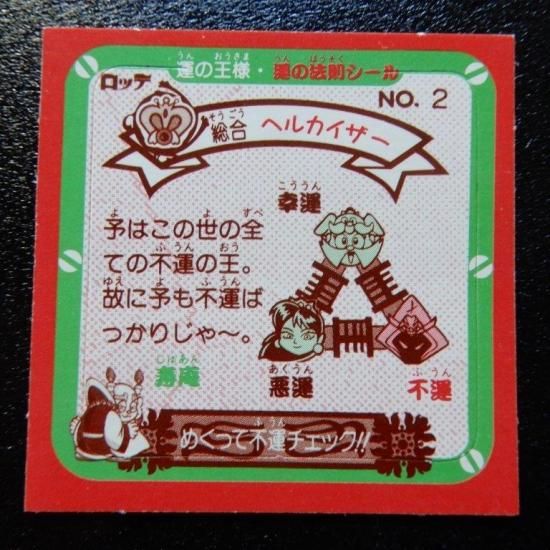 運の王様・運の法則シール
ロッテ
NO. 2
総合 ヘルカイザー
予はこの世の全
ての不運の王。
故に予も不運ば
っかりじゃ〜。
幸運
悪運
不運
寿庵
めくって不運チェック!!